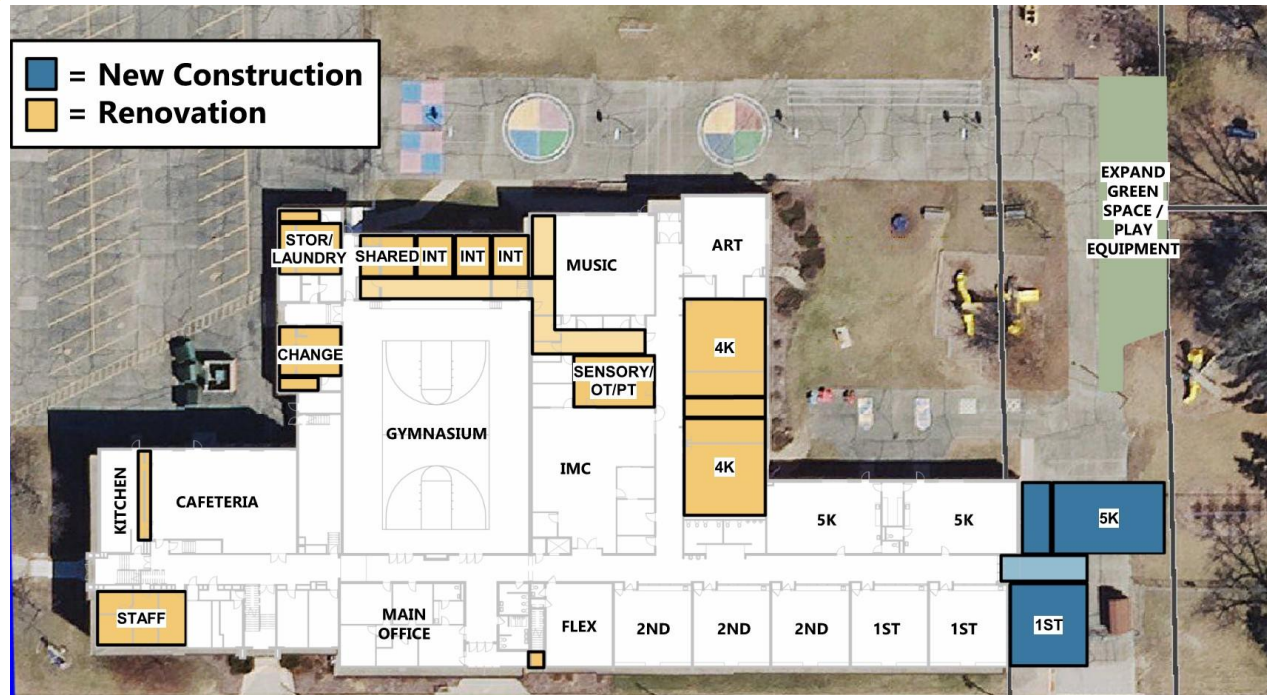 = New Construction
= Renovation
EXPAND
GREEN
SPACE /
PLAY
EQUIPMENT
STOR/
LAUNDRY
SHARED
INT
INT
INT
MUSIC
ART
CHANGE
4K
SENSORY/
OT/PT
GYMNASIUM
4K
KITCHEN
CAFETERIA
IMC
5K
5K
5K
STAFF
MAIN
OFFICE
FLEX
2ND
2ND
2ND
1ST
1ST
1ST